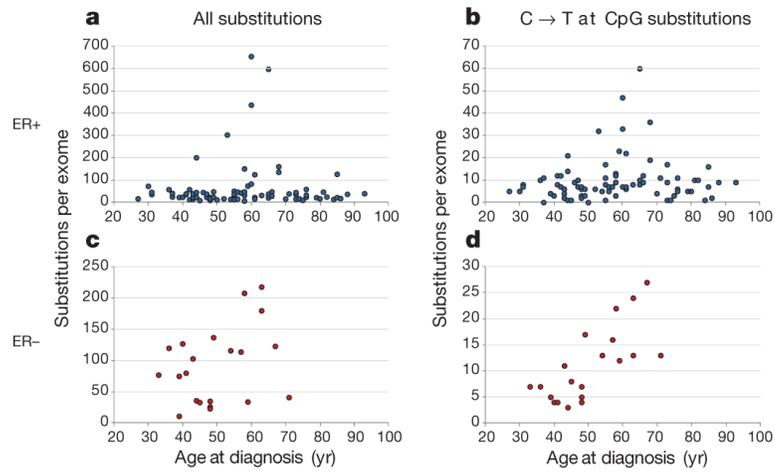 a All substitutions
b C → T at CpG substitutions
ER+
Substitutions per exome
700
600
500
400
300
200
100
0
20 30 40 50 60 70 80 90 100
Substitutions per exome
70
60
50
40
30
20
10
0
20 30 40 50 60 70 80 90 100
c
d
ER–
250
200
150
100
50
0
20 30 40 50 60 70 80 90 100
Age at diagnosis (yr)
30
25
20
15
10
5
0
20 30 40 50 60 70 80 90 100
Age at diagnosis (yr)